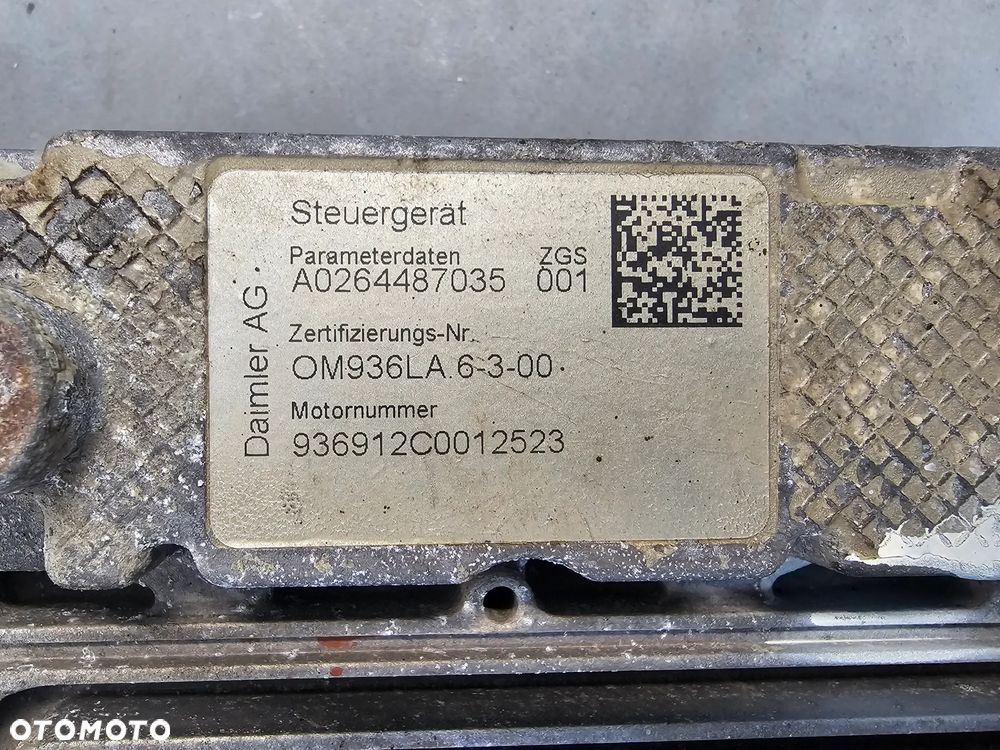 Steuergerät
Parameterdaten ZGS
A0264487035 001
Zertifizierungs-Nr.
OM936LA.6-3-00
Motornummer
936912C0012523
Daimler AG
OTOMOTO